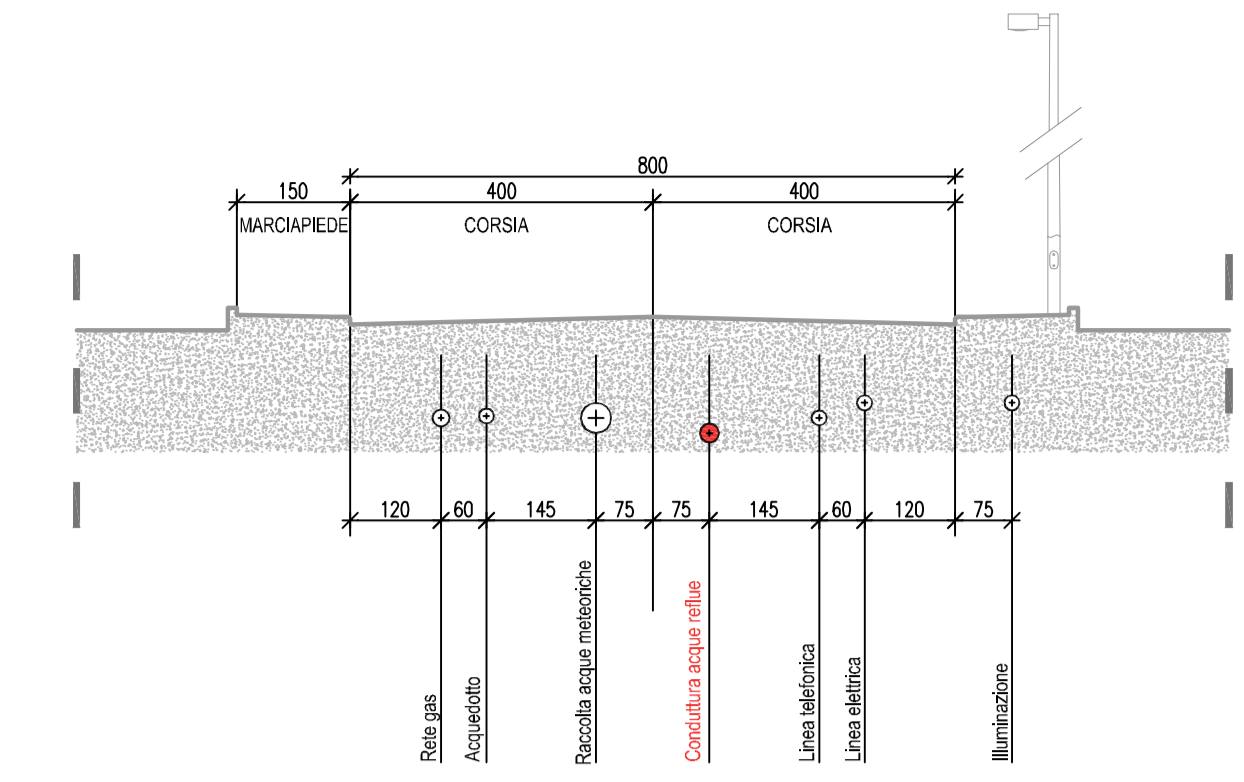 800
150
400
400
MARCIAPIEDE
CORSIA
CORSIA
120
60
145
75
75
145
60
120
75
Rete gas
Acquedotto
Raccolta acque meteoriche
Conduttura acque reflue
Linea telefonica
Linea elettrica
Illuminazione